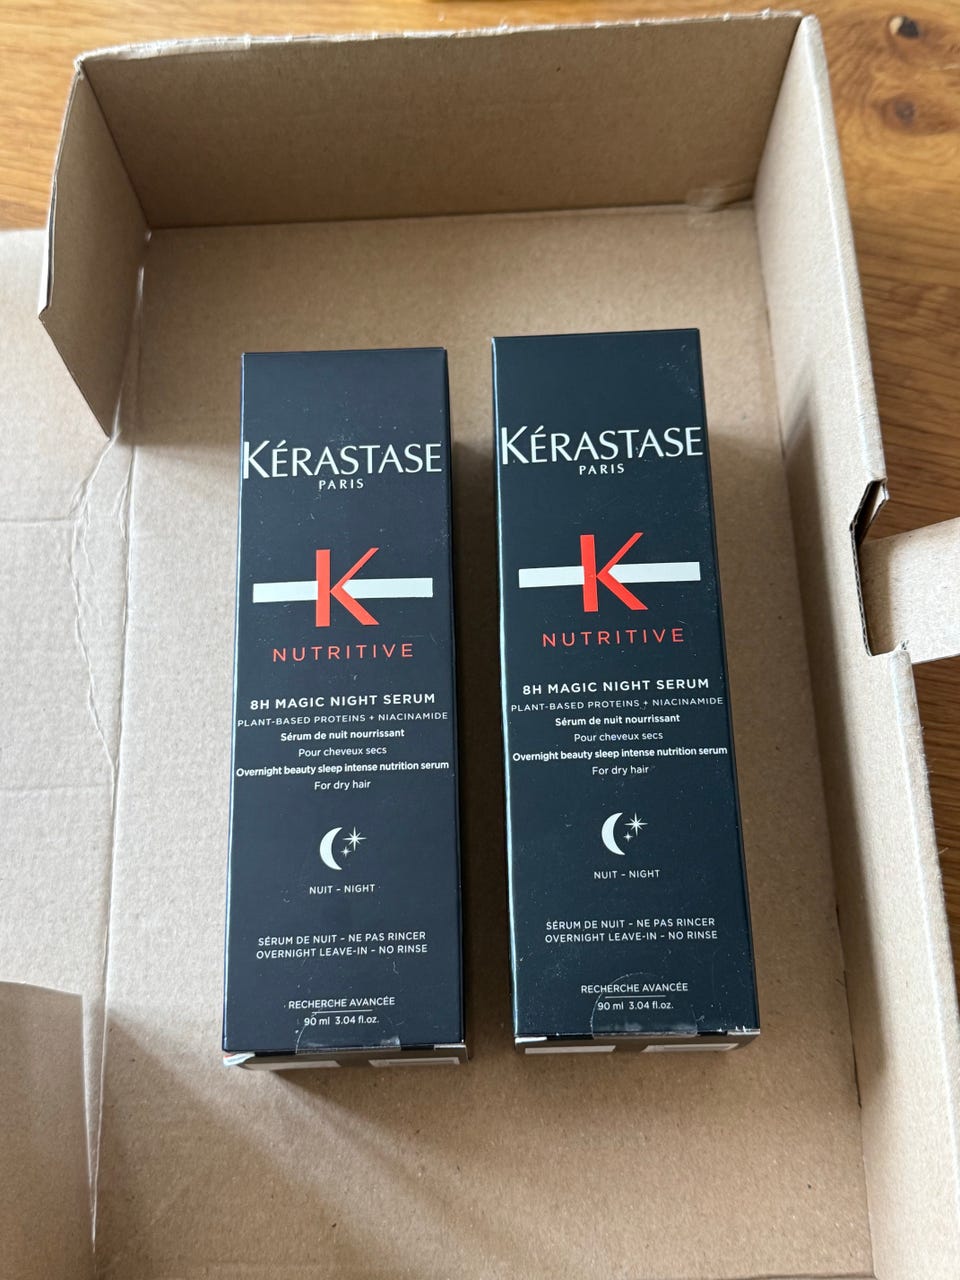 KÉRASTASE
PARIS
K
NUTRITIVE
8H MAGIC NIGHT SERUM
PLANT-BASED PROTEINS + NIACINAMIDE
Sérum de nuit nourrissant
Pour cheveux secs
Overnight beauty sleep intense nutrition serum
For dry hair
NUIT - NIGHT
SÉRUM DE NUIT - NE PAS RINCER
OVERNIGHT LEAVE-IN - NO RINSE
RECHERCHE AVANCÉE
90 ml 3.04 fl.oz.
KÉRASTASE
PARIS
K
NUTRITIVE
8H MAGIC NIGHT SERUM
PLANT-BASED PROTEINS + NIACINAMIDE
Sérum de nuit nourrissant
Pour cheveux secs
Overnight beauty sleep intense nutrition serum
For dry hair
NUIT - NIGHT
SÉRUM DE NUIT - NE PAS RINCER
OVERNIGHT LEAVE-IN - NO RINSE
RECHERCHE AVANCÉE
90 ml 3.04 fl.oz.